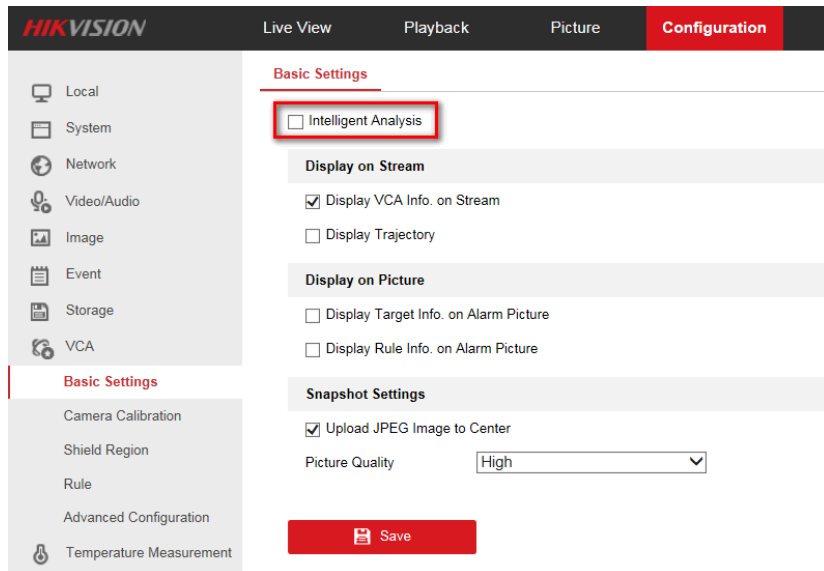 HIKVISION
Live View Playback Picture Configuration
Local
System
Network
Video/Audio
Image
Event
Storage
VCA
Basic Settings
Camera Calibration
Shield Region
Rule
Advanced Configuration
Temperature Measurement
Basic Settings
Intelligent Analysis
Display on Stream
Display VCA Info. on Stream
Display Trajectory
Display on Picture
Display Target Info. on Alarm Picture
Display Rule Info. on Alarm Picture
Snapshot Settings
Upload JPEG Image to Center
Picture Quality High
Save